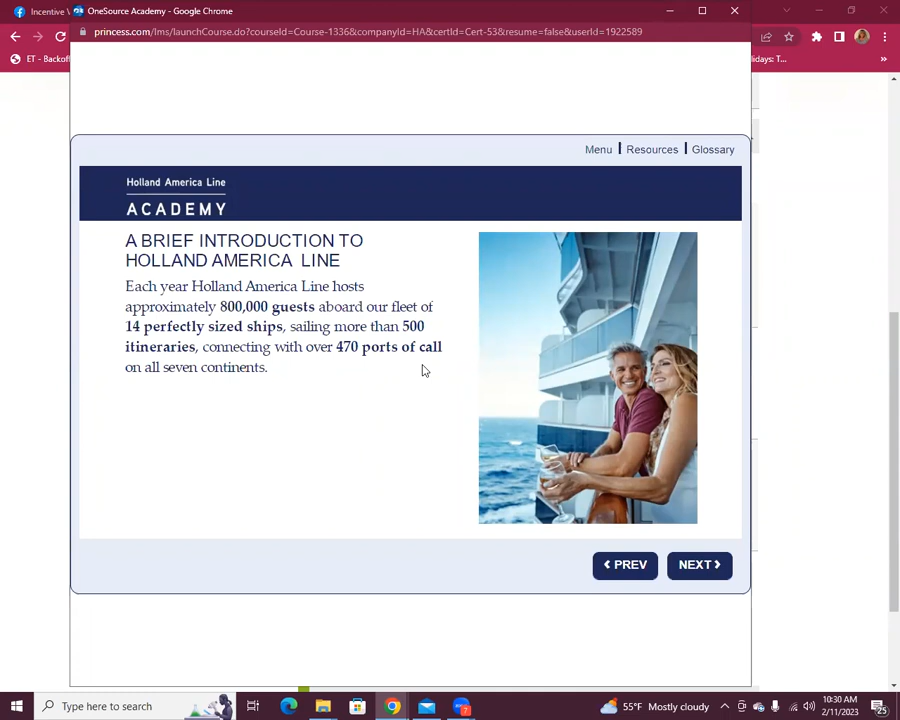 Incentive V
OneSource Academy - Google Chrome
princess.com/lms/launchCourse.do?courseId=Course-1336&companyId=HA&certId=Cert-53&resume=false&userId=1922589
ET - Backoff
lidays: T...
Menu | Resources | Glossary
Holland America Line
ACADEMY
A BRIEF INTRODUCTION TO
HOLLAND AMERICA LINE
Each year Holland America Line hosts
approximately 800,000 guests aboard our fleet of
14 perfectly sized ships, sailing more than 500
itineraries, connecting with over 470 ports of call
on all seven continents.
PREV
NEXT
Type here to search
55°F Mostly cloudy
10:30 AM
2/11/2023
25